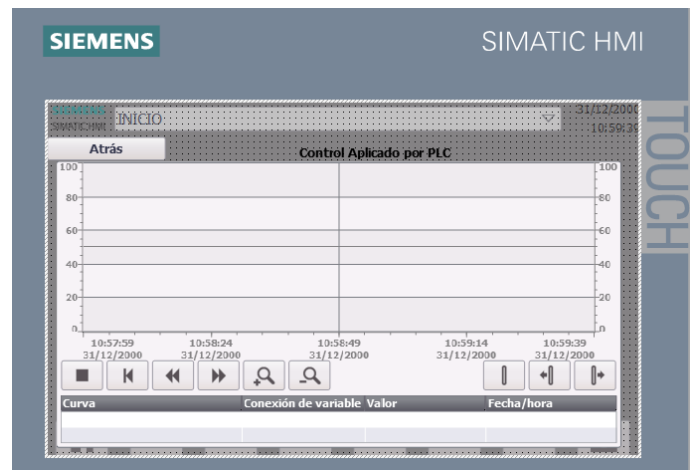 SIEMENS
SIMATIC HMI
TOUCH
SIMATIC HMI
INICIO
31/12/2000
10:59:39
Atrás
Control Aplicado por PLC
100
100
80
80
60
60
40
40
20
20
0
0
10:57:59 10:58:24 10:58:49 10:59:14 10:59:39
31/12/2000 31/12/2000 31/12/2000 31/12/2000 31/12/2000
Curva Conexión de variable Valor Fecha/hora